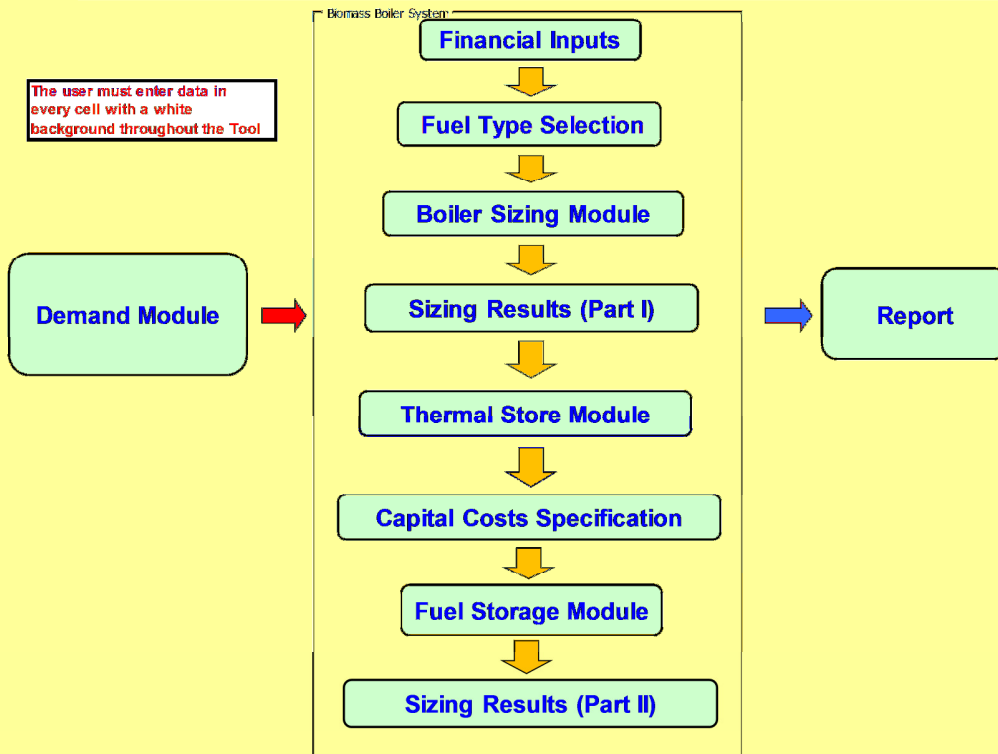 Biomass Boiler System
Financial Inputs
The user must enter data in
every cell with a white
background throughout the Tool
Fuel Type Selection
Boiler Sizing Module
Demand Module
Sizing Results (Part I)
Report
Thermal Store Module
Capital Costs Specification
Fuel Storage Module
Sizing Results (Part II)